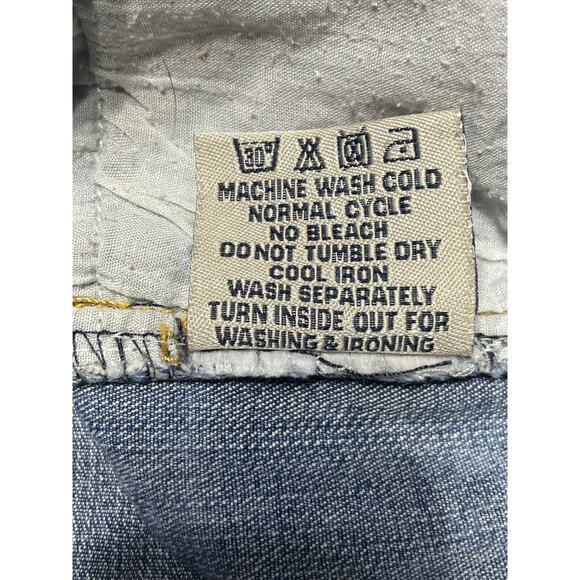 30°
MACHINE WASH COLD
NORMAL CYCLE
NO BLEACH
DO NOT TUMBLE DRY
COOL IRON
WASH SEPARATELY
TURN INSIDE OUT FOR
WASHING & IRONING